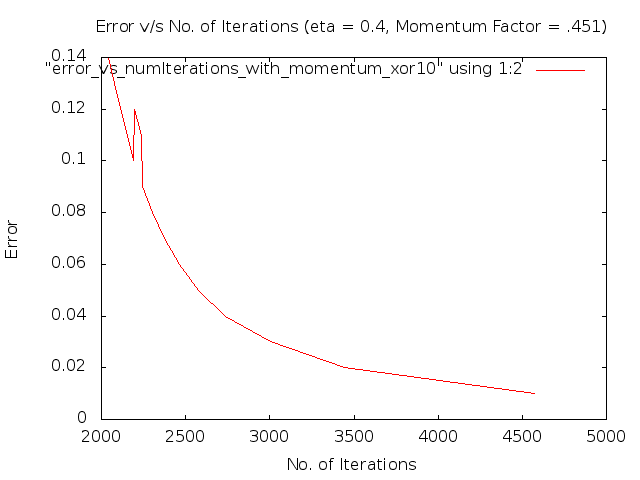 Error v/s No. of Iterations (eta = 0.4, Momentum Factor = .451)
"error_vs_numIterations_with_momentum_xor10" using 1:2
0.14
0.12
0.1
0.08
0.06
0.04
0.02
0
Error
2000 2500 3000 3500 4000 4500 5000
No. of Iterations